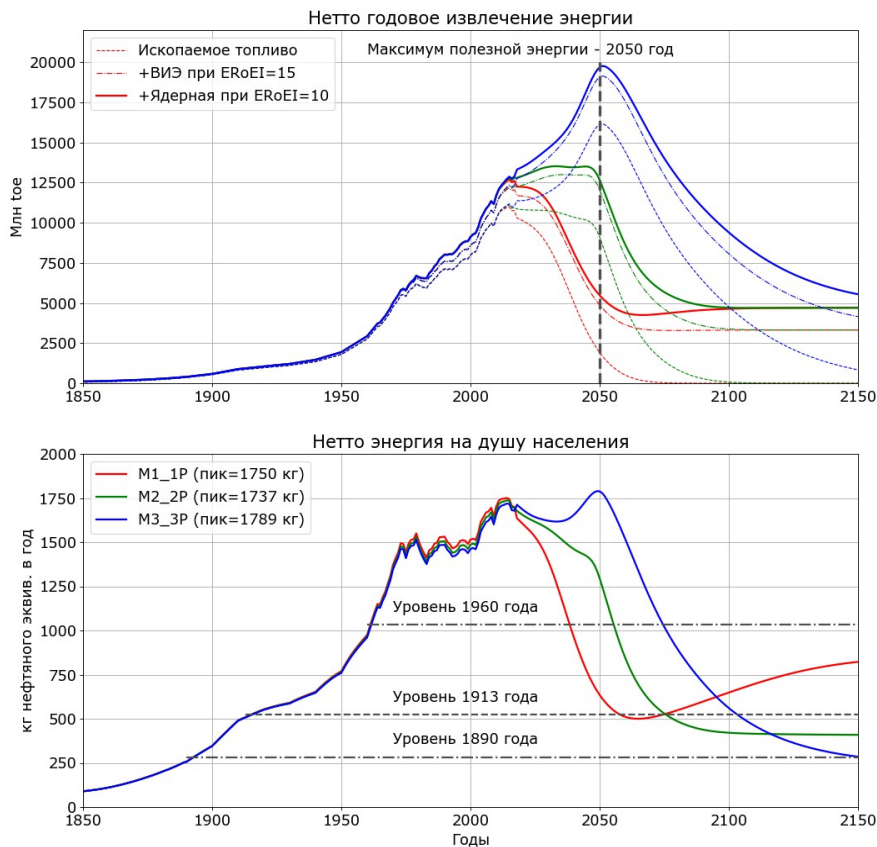 Нетто годовое извлечение энергии
Максимум полезной энергии - 2050 год
Ископаемое топливо
+ВИЭ при ERoEI=15
+Ядерная при ERoEI=10
Млн toe
20000
17500
15000
12500
10000
7500
5000
2500
0
1850 1900 1950 2000 2050 2100 2150
Нетто энергия на душу населения
M1_1P (пик=1750 кг)
M2_2P (пик=1737 кг)
M3_3P (пик=1789 кг)
кг нефтяного эквив. в год
2000
1750
1500
1250
1000
750
500
250
0
Уровень 1960 года
Уровень 1913 года
Уровень 1890 года
1850 1900 1950 2000 2050 2100 2150
Годы